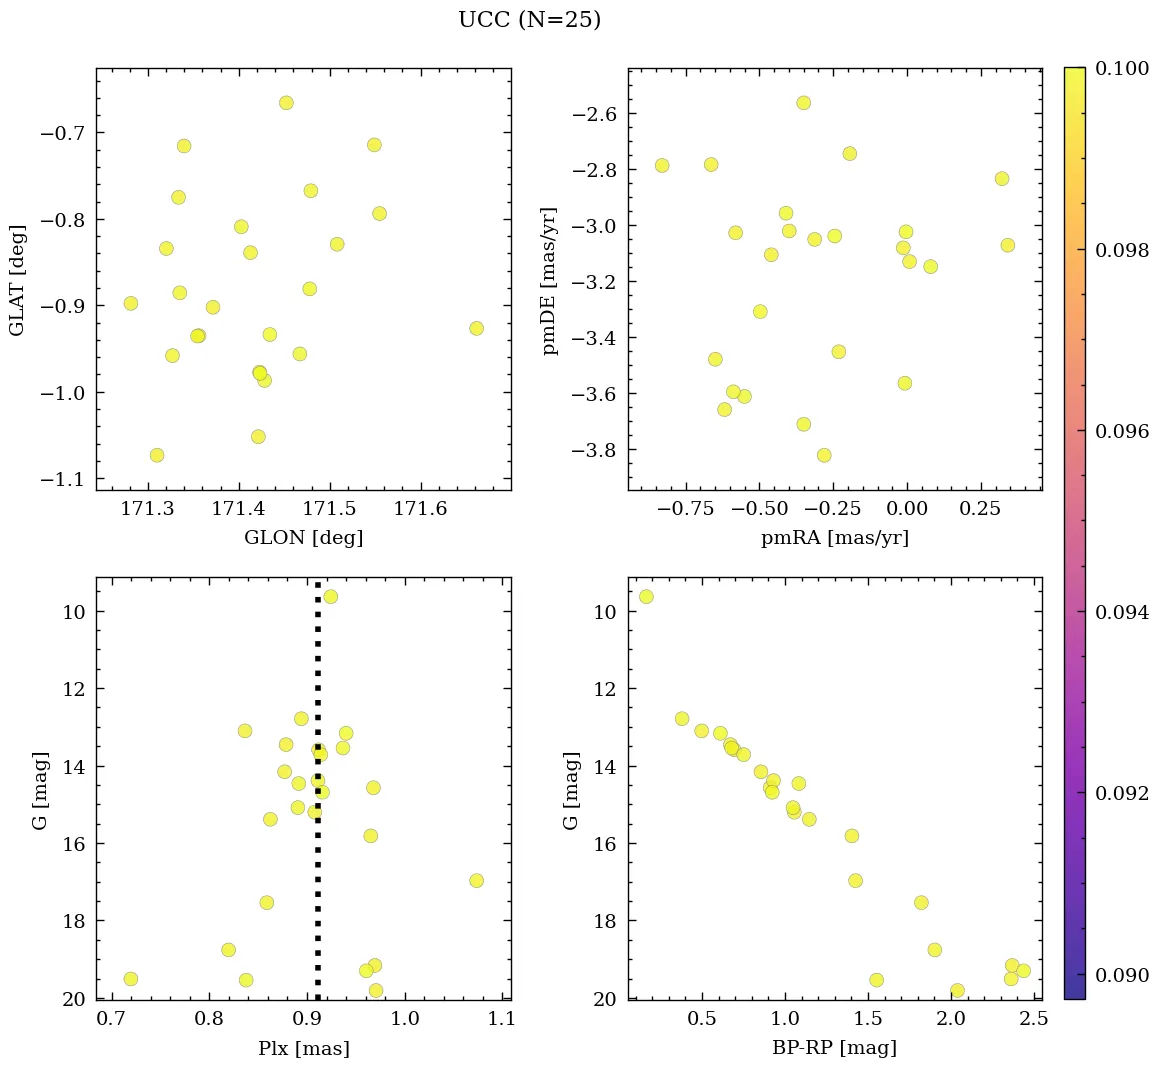 UCC (N=25)
−0.7
−0.8
−0.9
−1.0
−1.1
GLAT [deg]
171.3 171.4 171.5 171.6
GLON [deg]
−2.6
−2.8
−3.0
−3.2
−3.4
−3.6
−3.8
pmDE [mas/yr]
−0.75 −0.50 −0.25 0.00 0.25
pmRA [mas/yr]
10
12
14
16
18
20
G [mag]
0.7 0.8 0.9 1.0 1.1
Plx [mas]
10
12
14
16
18
20
G [mag]
0.5 1.0 1.5 2.0 2.5
BP-RP [mag]
0.100
0.098
0.096
0.094
0.092
0.090